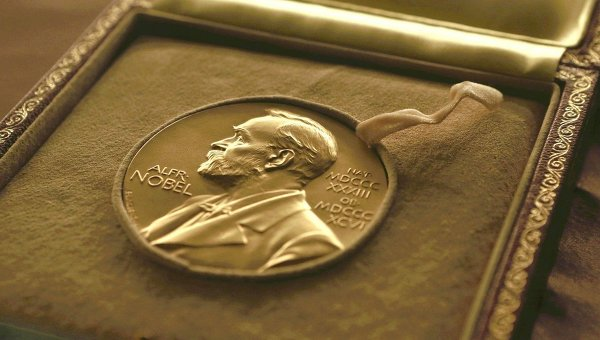 ALFR.
NOBEL
NAT.
MDCCC
XXXIII
OB.
MDCCC
XCVI